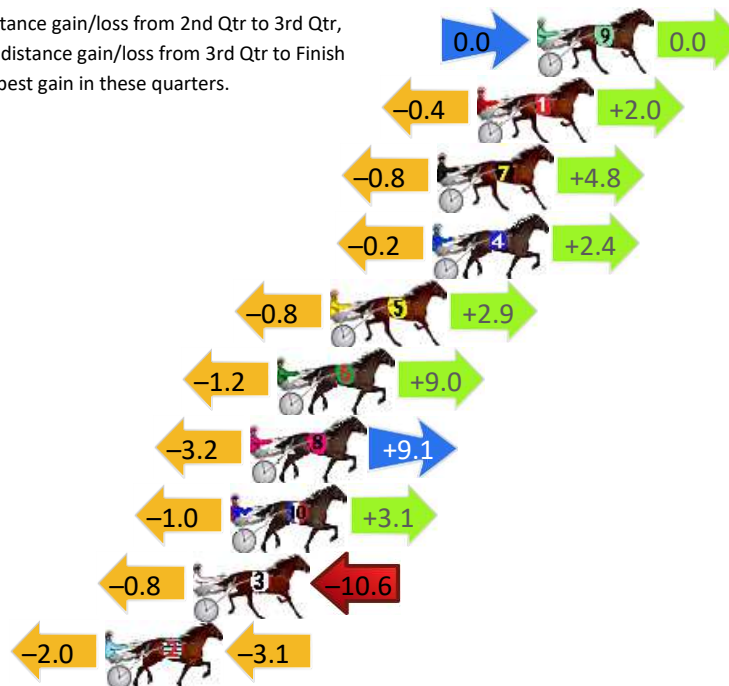 tance gain/loss from 2nd Qtr to 3rd Qtr,
distance gain/loss from 3rd Qtr to Finish
best gain in these quarters.
0.0 9 0.0
−0.4 1 +2.0
−0.8 7 +4.8
−0.2 4 +2.4
−0.8 5 +2.9
−1.2 6 +9.0
−3.2 8 +9.1
−1.0 10 +3.1
−0.8 3 −10.6
−2.0 2 −3.1